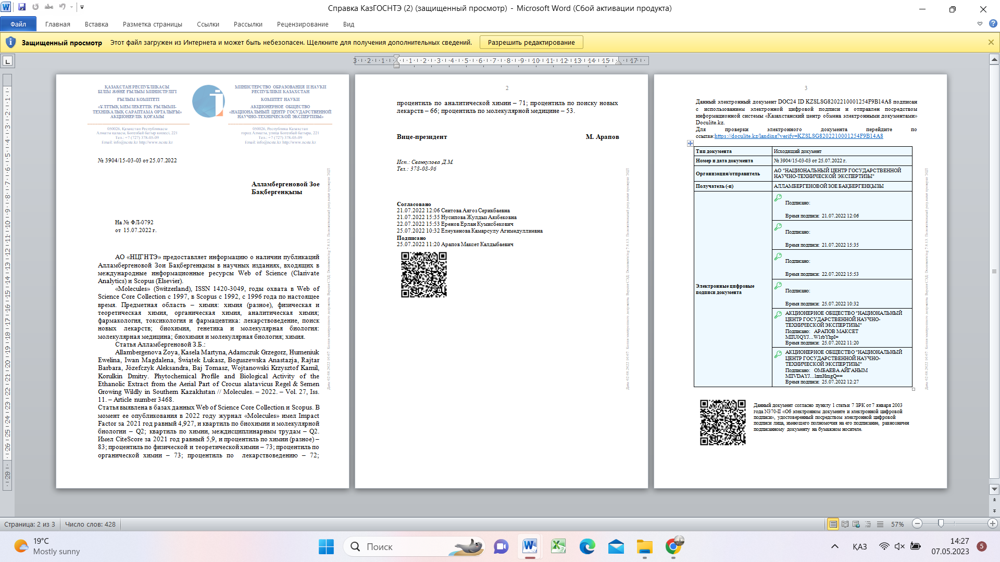 Справка КазГОСНТЭ (2) (защищенный просмотр) - Microsoft Word (Сбой активации продукта)
Файл
Главная
Вставка
Разметка страницы
Ссылки
Рассылки
Рецензирование
Вид
Защищенный просмотр
Этот файл загружен из Интернета и может быть небезопасен. Щелкните для получения дополнительных сведений.
Разрешить редактирование
ҚАЗАҚСТАН РЕСПУБЛИКАСЫ
БІЛІМ ЖӘНЕ ҒЫЛЫМ МИНИСТРЛІГІ
ҒЫЛЫМ КОМИТЕТІ
«ҰЛТТЫҚ МЕМЛЕКЕТТІК ҒЫЛЫМИ-
ТЕХНИКАЛЫҚ САРАПТАМА ОРТАЛЫҒЫ»
АКЦИОНЕРЛІК ҚОҒАМЫ
050026, Қазақстан Республикасы
Алматы қаласы, Бөгенбай батыр көшесі, 221
Тел.: +7 (727) 378-05-09
Email: info@ncste.kz http://www.ncste.kz
МИНИСТЕРСТВО ОБРАЗОВАНИЯ И НАУКИ
РЕСПУБЛИКИ КАЗАХСТАН
КОМИТЕТ НАУКИ
АКЦИОНЕРНОЕ ОБЩЕСТВО
«НАЦИОНАЛЬНЫЙ ЦЕНТР ГОСУДАРСТВЕННОЙ
НАУЧНО-ТЕХНИЧЕСКОЙ ЭКСПЕРТИЗЫ»
050026, Республика Казахстан
город Алматы, улица Богенбай батыра, 221
Тел.: +7 (727) 378-05-09
Email: info@ncste.kz http://www.ncste.kz
№ 3904/15-03-03 от 25.07.2022
Алламбергеновой Зое
Бақбергенқызы
На № ФЛ-0792
от 15.07.2022 г.
АО «НЦГНТЭ» предоставляет информацию о наличии публикаций
Алламбергеновой Зои Бақбергенқызы в научных изданиях, входящих в
международные информационные ресурсы Web of Science (Clarivate
Analytics) и Scopus (Elsevier).
«Molecules» (Switzerland), ISSN 1420-3049, годы охвата в Web of
Science Core Collection с 1997, в Scopus с 1992, с 1996 года по настоящее
время. Предметная область – химия: химия (разное), физическая и
теоретическая химия, органическая химия, аналитическая химия;
фармакология, токсикология и фармацевтика: лекарствоведение, поиск
новых лекарств; биохимия, генетика и молекулярная биология:
молекулярная медицина; биохимия и молекулярная биология; химия.
Статья Алламбергеновой З.Б.:
Allambergenova Zoya, Kasela Martyna, Adamczuk Grzegorz, Humeniuk
Ewelina, Iwan Magdalena, Świątek Łukasz, Boguszewska Anastazja, Rajtar
Barbara, Józefczyk Aleksandra, Baj Tomasz, Wojtanowski Krzysztof Kamil,
Korulkin Dmitry. Phytochemical Profile and Biological Activity of the
Ethanolic Extract from the Aerial Part of Crocus alatavicus Regel & Semen
Growing Wildly in Southern Kazakhstan // Molecules. – 2022. – Vol. 27, Iss.
11. – Article number 3468.
Статья выявлена в базах данных Web of Science Core Collection и Scopus. В
момент ее опубликования в 2022 году журнал «Molecules» имел Impact
Factor за 2021 год равный 4,927, и квартиль по биохимии и молекулярной
биологии – Q2; квартиль по химии, междисциплинарным трудам – Q2.
Имел CiteScore за 2021 год равный 5,9, и процентиль по химии (разное) –
83; процентиль по физической и теоретической химии – 73; процентиль по
органической химии – 73; процентиль по лекарствоведению – 72;
2
процентиль по аналитической химии – 71; процентиль по поиску новых
лекарств – 66; процентиль по молекулярной медицине – 53.
Вице-президент
М. Арапов
Исп.: Сванкулова Д.М.
Тел.: 378-08-96
Согласовано
21.07.2022 12:06 Сеитова Аягоз Серикбаевна
21.07.2022 15:35 Нусипова Жулдыз Аязбековна
22.07.2022 15:53 Еренов Ерлан Кумисбекович
25.07.2022 10:32 Елеукенова Камарсулу Агимедуллиевна
Подписано
25.07.2022 11:20 Арапов Максет Калдыбаевич
3
Данный электронный документ DOC24 ID KZSLSG8202210001254F9B14A8 подписан
с использованием электронной цифровой подписи и отправлен посредством
информационной системы «Казахстанский центр обмена электронными документами»
Doculite.kz.
Для проверки электронного документа перейдите по
ссылке:https://doculite.kz/landing?verify=KZSLSG8202210001254F9B14A8
Тип документа
Исходящий документ
Номер и дата документа
№ 3904/15-03-03 от 25.07.2022 г.
Организация/отправитель
АО "НАЦИОНАЛЬНЫЙ ЦЕНТР ГОСУДАРСТВЕННОЙ
НАУЧНО-ТЕХНИЧЕСКОЙ ЭКСПЕРТИЗЫ"
Получатель (-и)
АЛЛАМБЕРГЕНОВОЙ ЗОЕ БАҚБЕРГЕНҚЫЗЫ
Электронные цифровые
подписи документа
Подписано:
Время подписи: 21.07.2022 12:06
Подписано:
Время подписи: 21.07.2022 15:35
Подписано:
Время подписи: 22.07.2022 15:53
Подписано:
Время подписи: 25.07.2022 10:32
АКЦИОНЕРНОЕ ОБЩЕСТВО "НАЦИОНАЛЬНЫЙ
ЦЕНТР ГОСУДАРСТВЕННОЙ НАУЧНО-
ТЕХНИЧЕСКОЙ ЭКСПЕРТИЗЫ"
Подписано: АРАПОВ МАКСЕТ
MIIU0QYJ...W1rbYhpI=
Время подписи: 25.07.2022 11:20
АКЦИОНЕРНОЕ ОБЩЕСТВО "НАЦИОНАЛЬНЫЙ
ЦЕНТР ГОСУДАРСТВЕННОЙ НАУЧНО-
ТЕХНИЧЕСКОЙ ЭКСПЕРТИЗЫ"
Подписано: ОМБАЕВА АЙГАНЫМ
MIIVDAYJ...lzmHmgQ==
Время подписи: 25.07.2022 12:27
Данный документ согласно пункту 1 статьи 7 ЗРК от 7 января 2003
года N370-II «Об электронном документе и электронной цифровой
подписи», удостоверенный посредством электронной цифровой
подписи лица, имеющего полномочия на его подписание, равнозначен
подписанному документу на бумажном носителе.
Страница: 2 из 3
Число слов: 428
57%
19°C
Mostly sunny
Поиск
ҚАЗ
14:27
07.05.2023
5